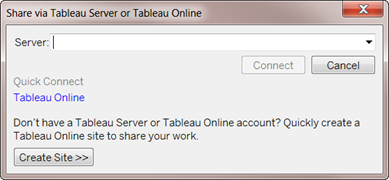 Share via Tableau Server or Tableau Online
Server:
Connect
Cancel
Quick Connect
Tableau Online
Don't have a Tableau Server or Tableau Online account? Quickly create a
Tableau Online site to share your work.
Create Site >>